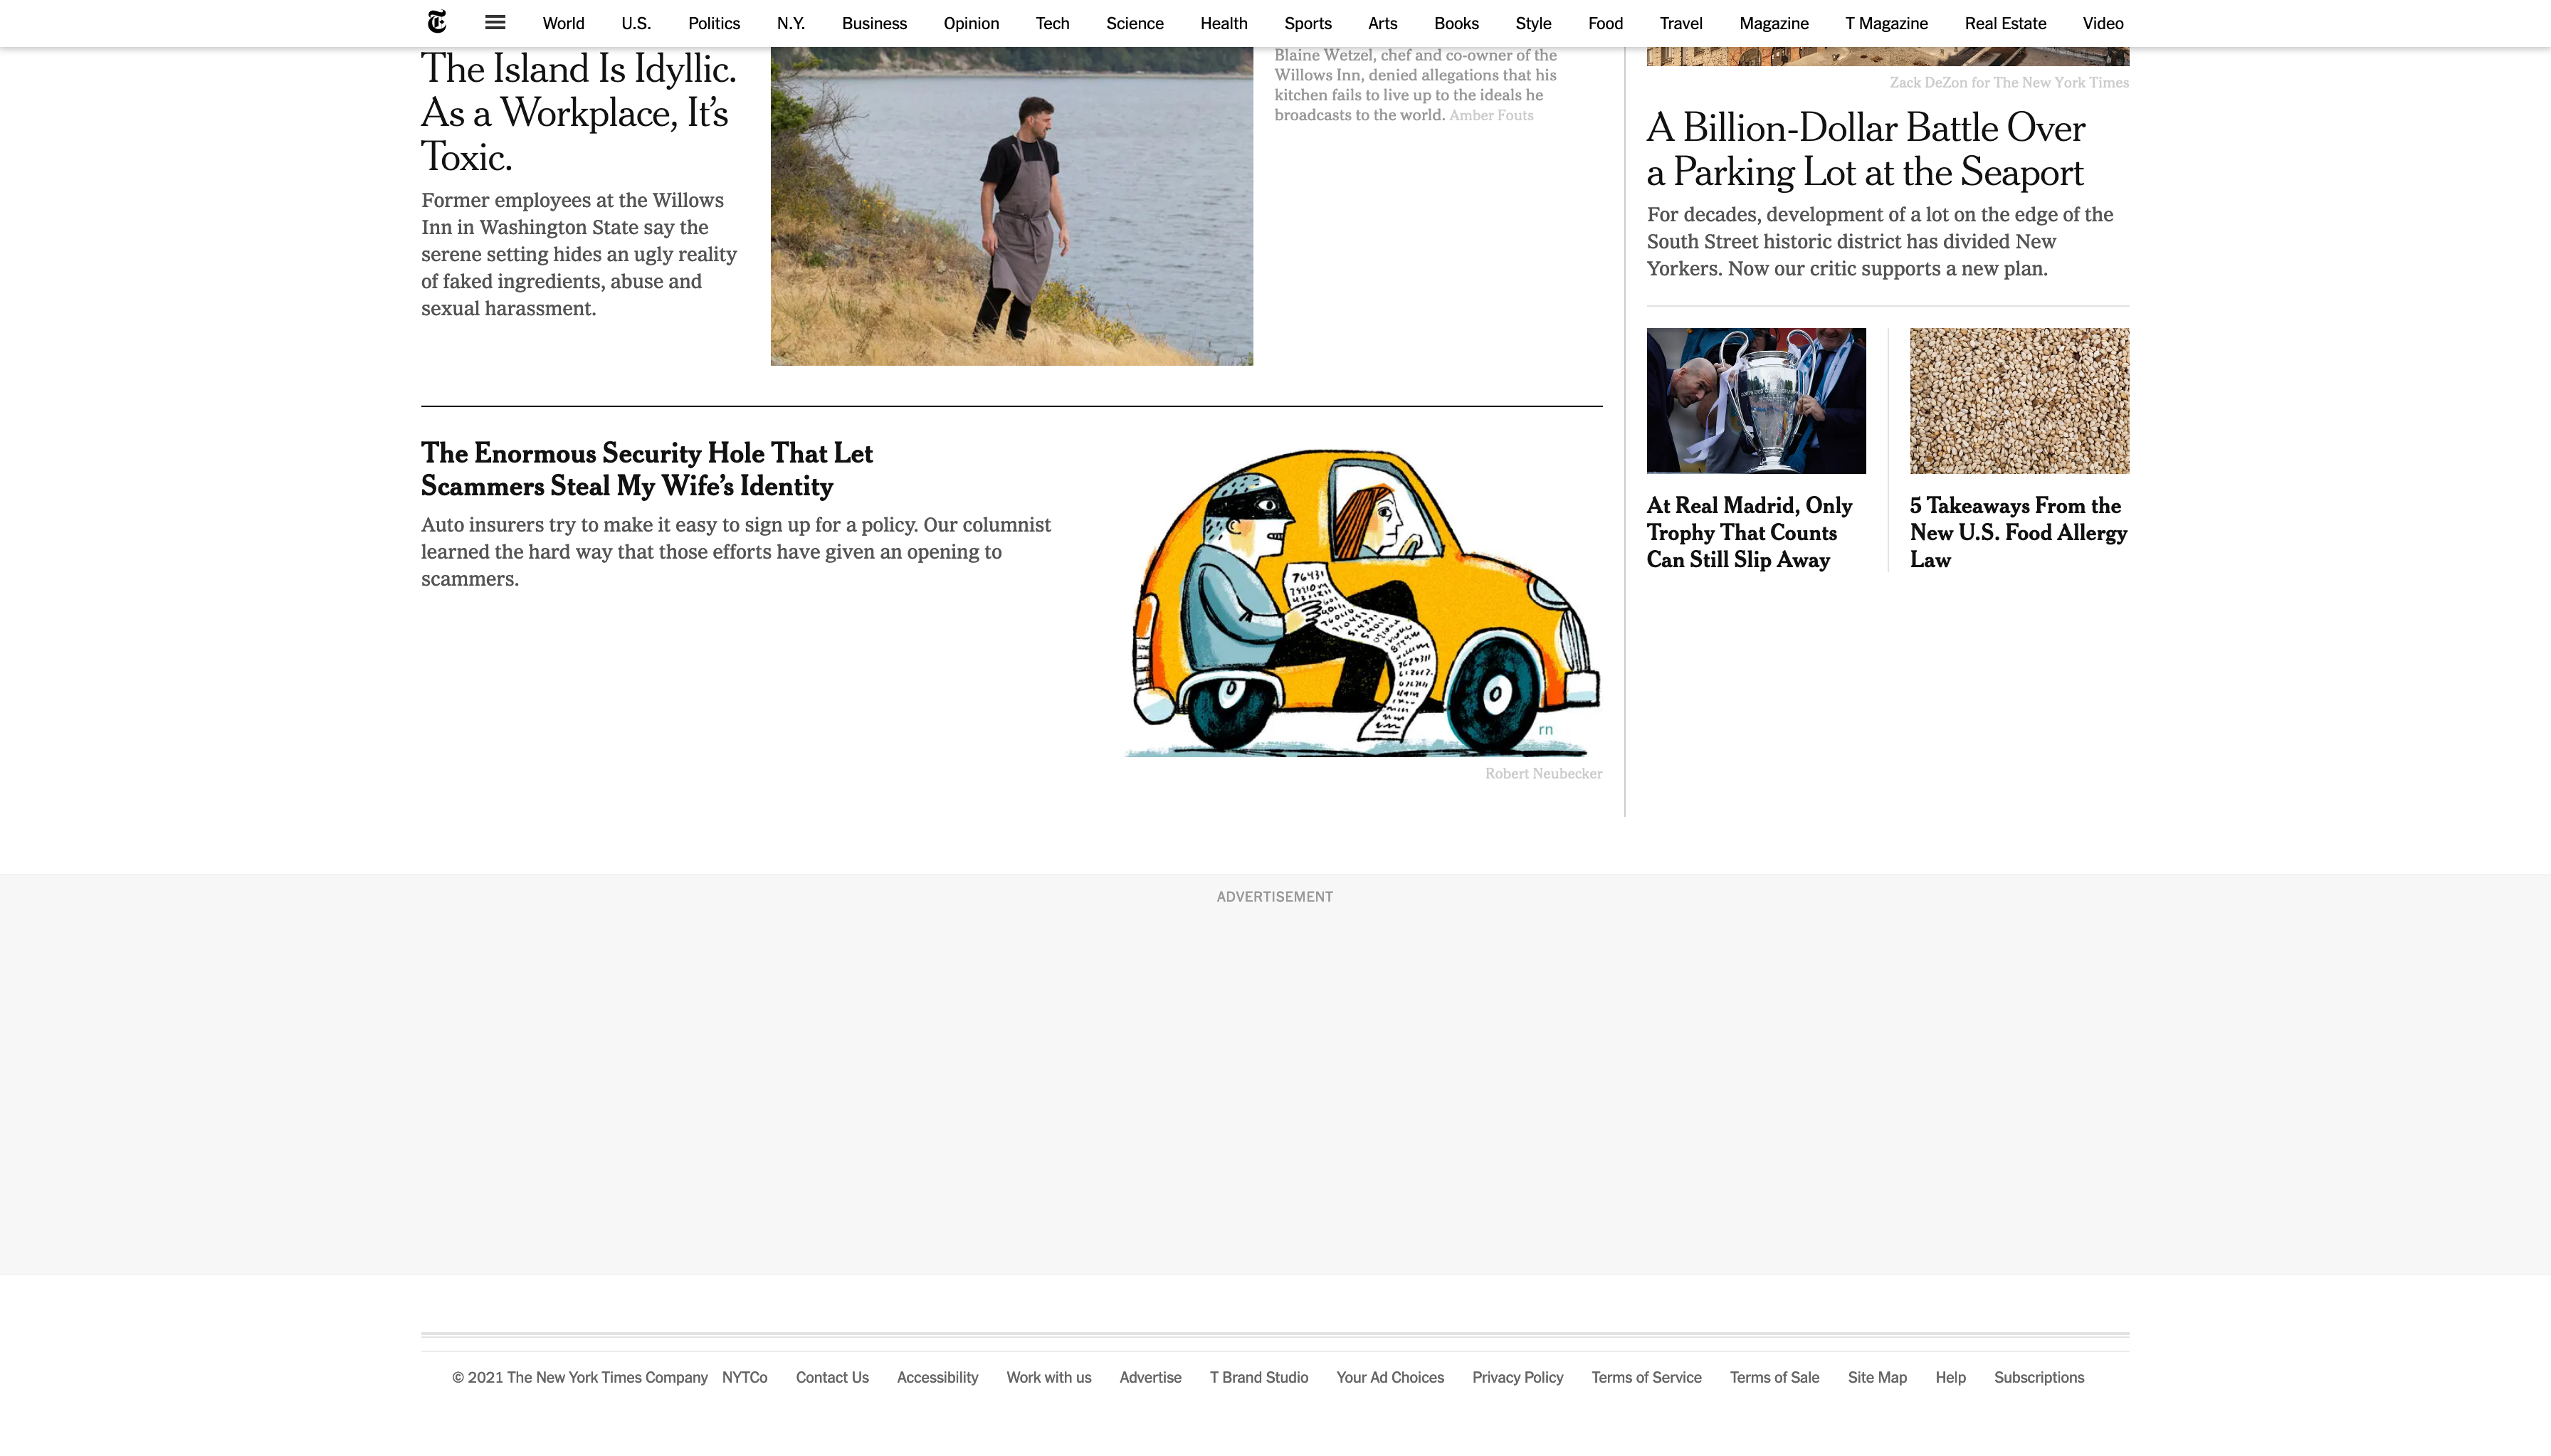 World U.S. Politics N.Y. Business Opinion Tech Science Health Sports Arts Books Style Food Travel Magazine T Magazine Real Estate Video
The Island Is Idyllic.
As a Workplace, It’s
Toxic.
Former employees at the Willows
Inn in Washington State say the
serene setting hides an ugly reality
of faked ingredients, abuse and
sexual harassment.
Blaine Wetzel, chef and co-owner of the
Willows Inn, denied allegations that his
kitchen fails to live up to the ideals he
broadcasts to the world. Amber Fouts
The Enormous Security Hole That Let
Scammers Steal My Wife’s Identity
Auto insurers try to make it easy to sign up for a policy. Our columnist
learned the hard way that those efforts have given an opening to
scammers.
76431
rn
Robert Neubecker
Zack DeZon for The New York Times
A Billion-Dollar Battle Over
a Parking Lot at the Seaport
For decades, development of a lot on the edge of the
South Street historic district has divided New
Yorkers. Now our critic supports a new plan.
At Real Madrid, Only
Trophy That Counts
Can Still Slip Away
5 Takeaways From the
New U.S. Food Allergy
Law
ADVERTISEMENT
© 2021 The New York Times Company NYTCo Contact Us Accessibility Work with us Advertise T Brand Studio Your Ad Choices Privacy Policy Terms of Service Terms of Sale Site Map Help Subscriptions